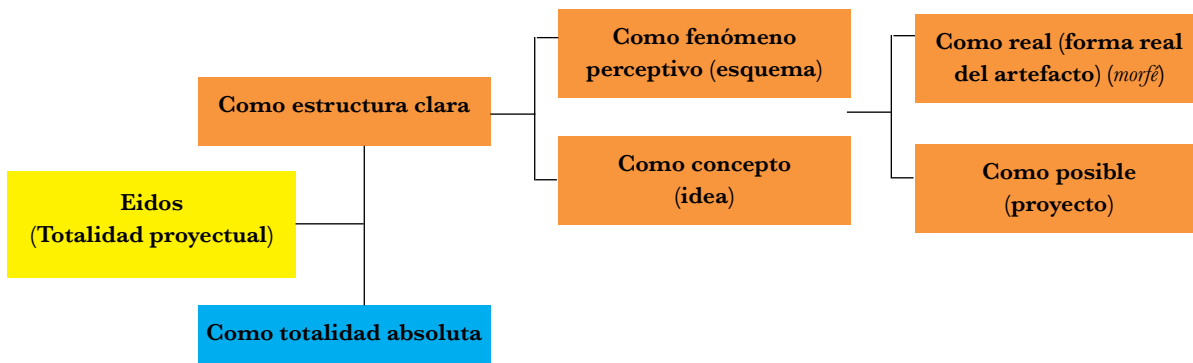 Como fenómeno
perceptivo (esquema)
Como real (forma real
del artefacto) (morfé)
Como estructura clara
Como concepto
(idea)
Como posible
(proyecto)
Eidos
(Totalidad proyectual)
Como totalidad absoluta